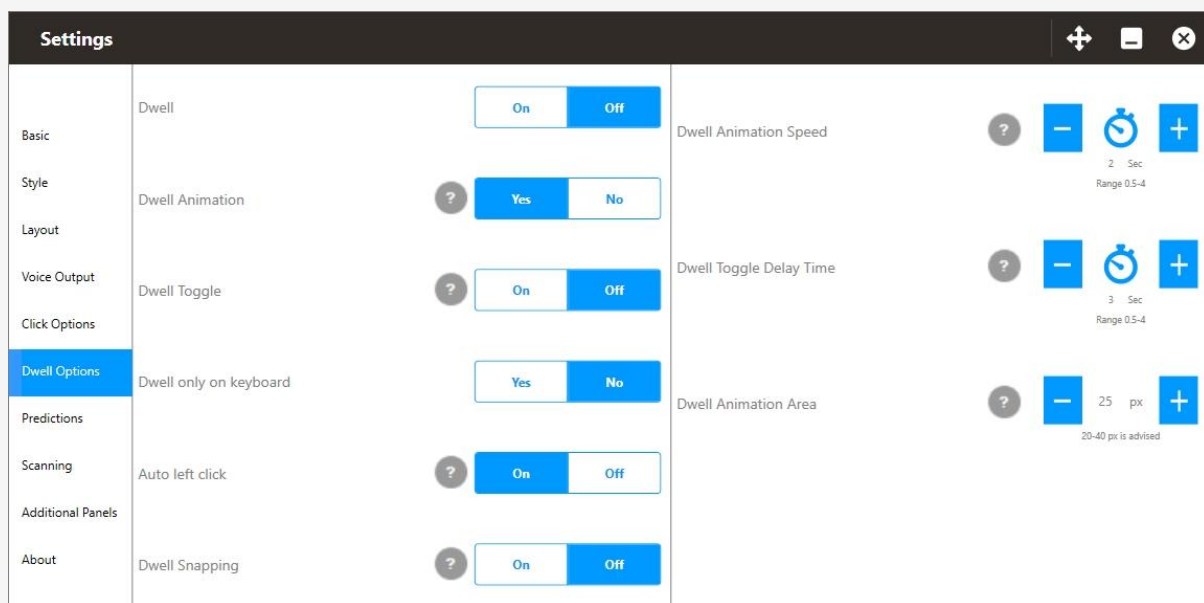 Settings
Basic
Style
Layout
Voice Output
Click Options
Dwell Options
Predictions
Scanning
Additional Panels
About
Dwell
On Off
Dwell Animation
? Yes No
Dwell Toggle
? On Off
Dwell only on keyboard
Yes No
Auto left click
? On Off
Dwell Snapping
? On Off
Dwell Animation Speed
?
2 Sec
Range 0.5-4
Dwell Toggle Delay Time
?
3 Sec
Range 0.5-4
Dwell Animation Area
? 25 px
20-40 px is advised